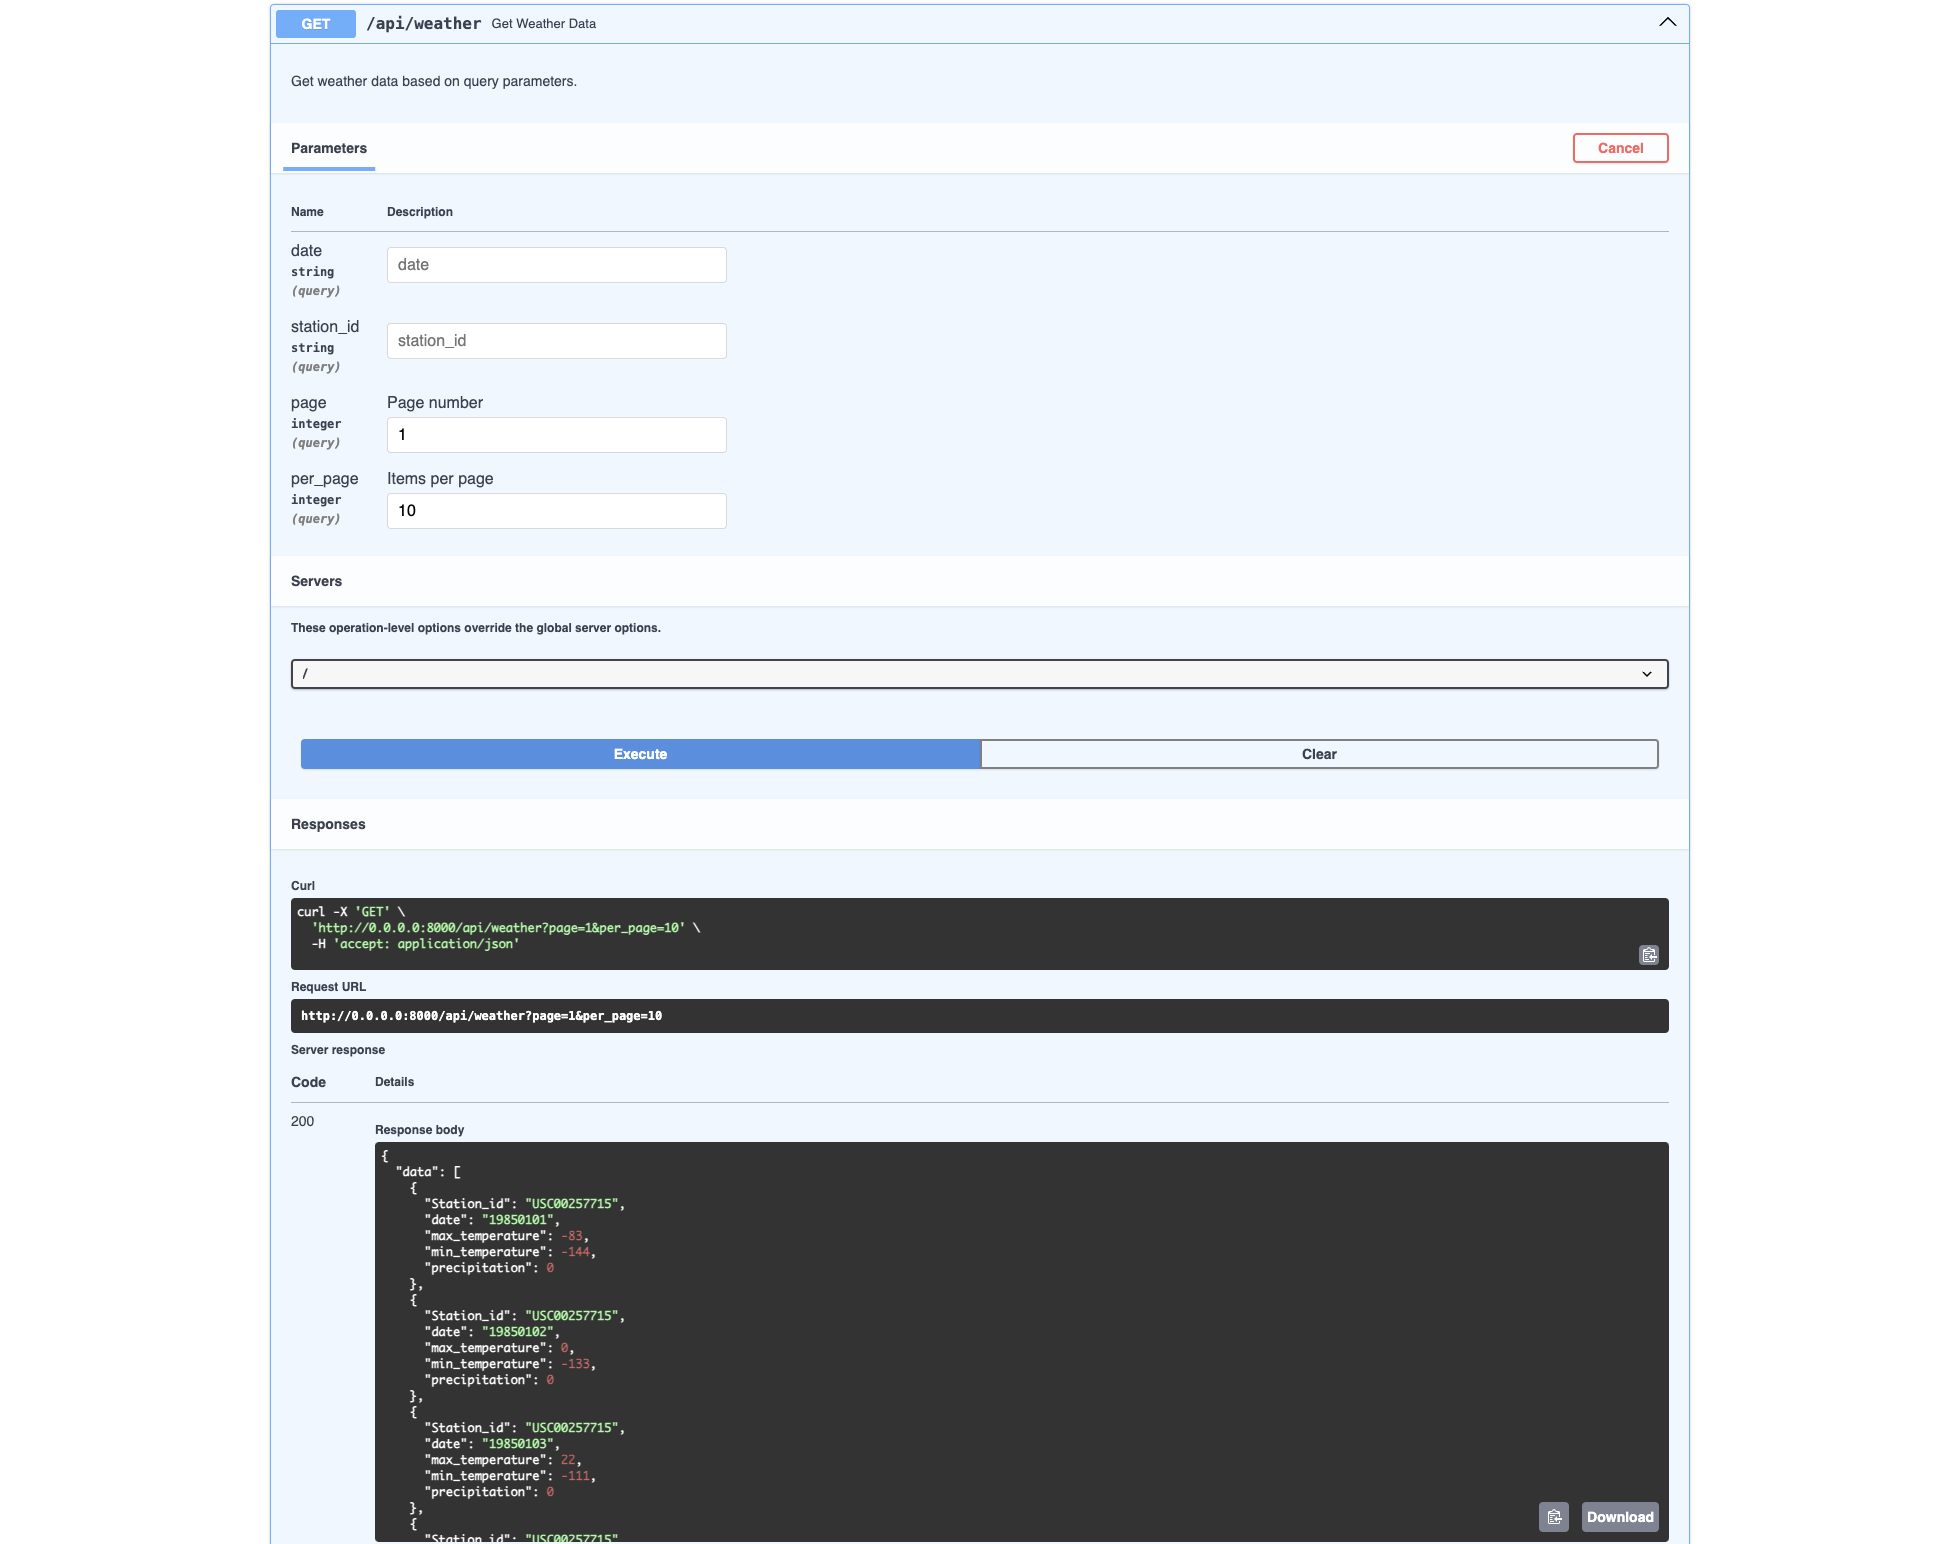 GET /api/weather Get Weather Data
Get weather data based on query parameters.
Parameters
Cancel
Name Description
date
string
(query)
date
station_id
string
(query)
station_id
page
integer
(query)
Page number
1
per_page
integer
(query)
Items per page
10
Servers
These operation-level options override the global server options.
/
Execute Clear
Responses
Curl
curl -X 'GET' \
  'http://0.0.0.0:8000/api/weather?page=1&per_page=10' \
  -H 'accept: application/json'
Request URL
http://0.0.0.0:8000/api/weather?page=1&per_page=10
Server response
Code Details
200
Response body
{
  "data": [
    {
      "Station_id": "USC00257715",
      "date": "19850101",
      "max_temperature": -83,
      "min_temperature": -144,
      "precipitation": 0
    },
    {
      "Station_id": "USC00257715",
      "date": "19850102",
      "max_temperature": 0,
      "min_temperature": -133,
      "precipitation": 0
    },
    {
      "Station_id": "USC00257715",
      "date": "19850103",
      "max_temperature": 22,
      "min_temperature": -111,
      "precipitation": 0
    },
    {
      "Station_id": "USC00257715"
Download